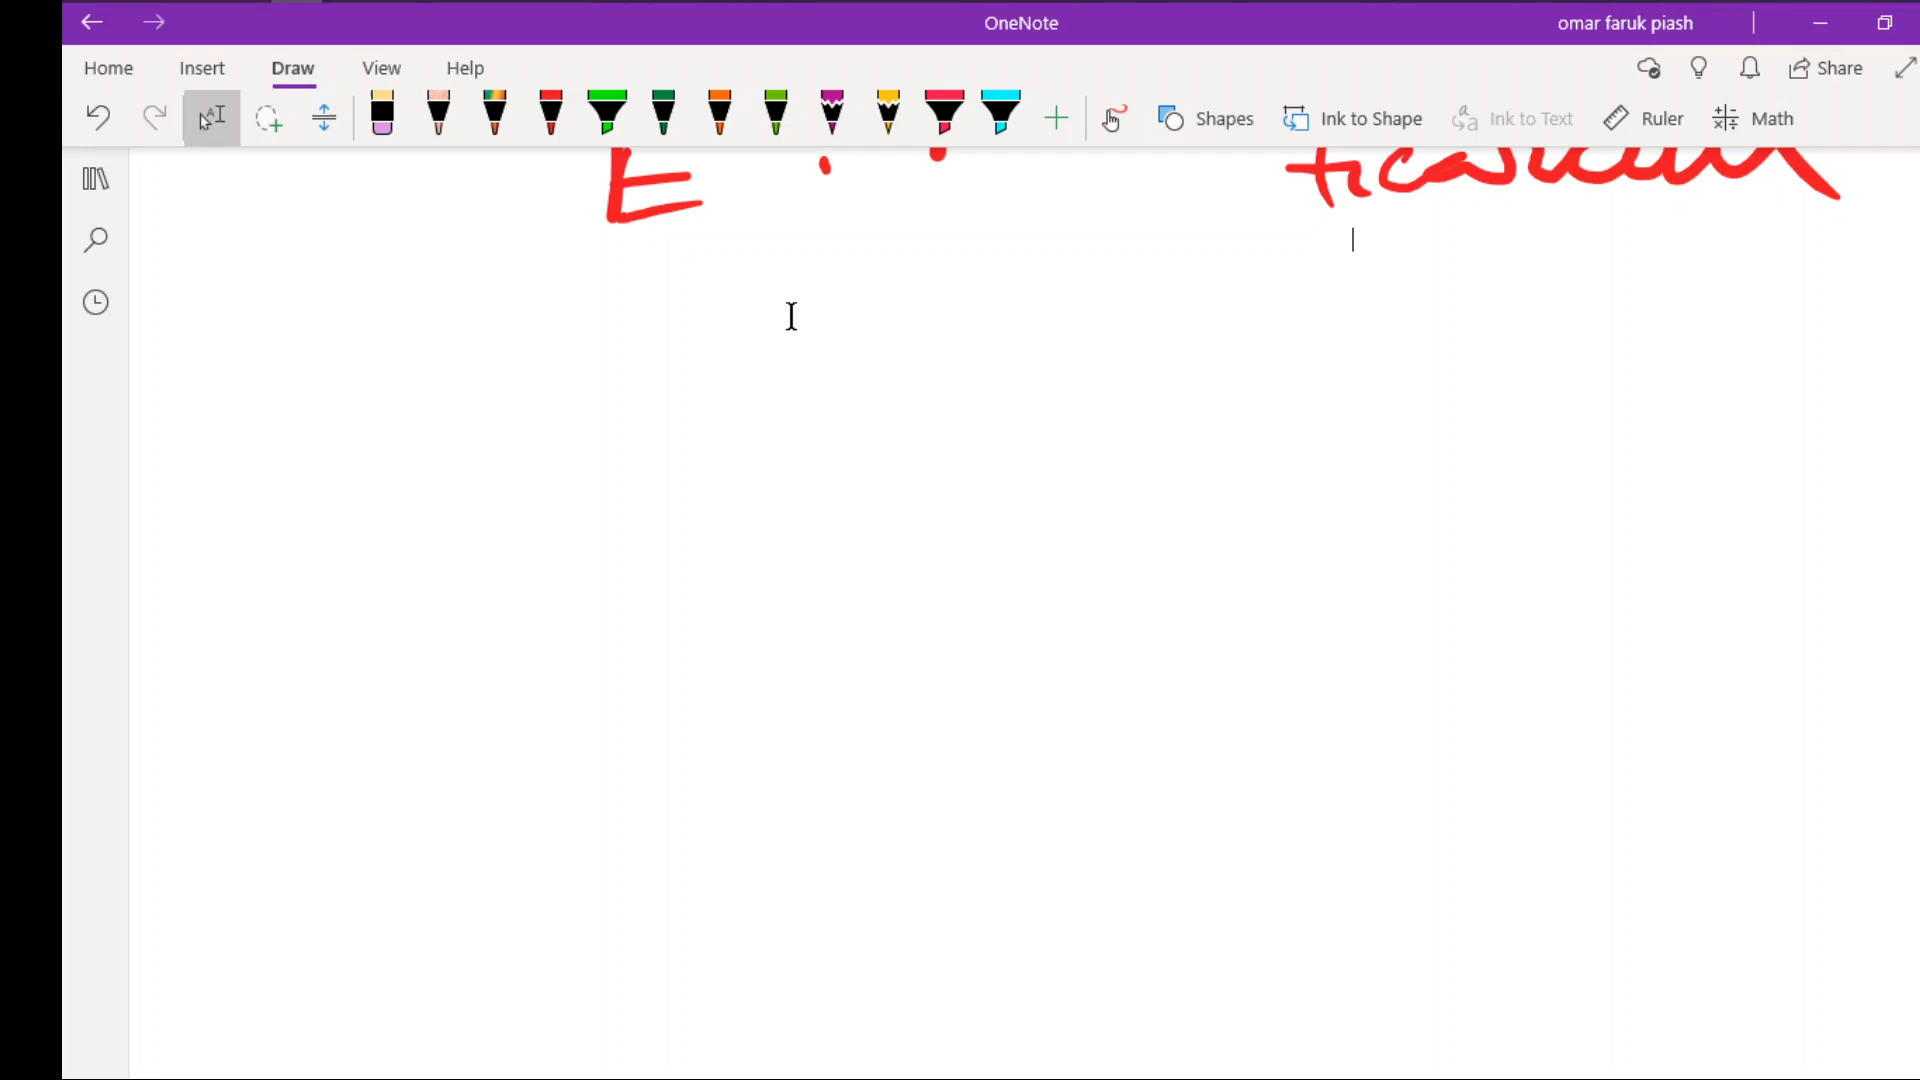 OneNote
omar faruk piash
Home Insert Draw View Help
Share
Shapes Ink to Shape Ink to Text Ruler Math
E